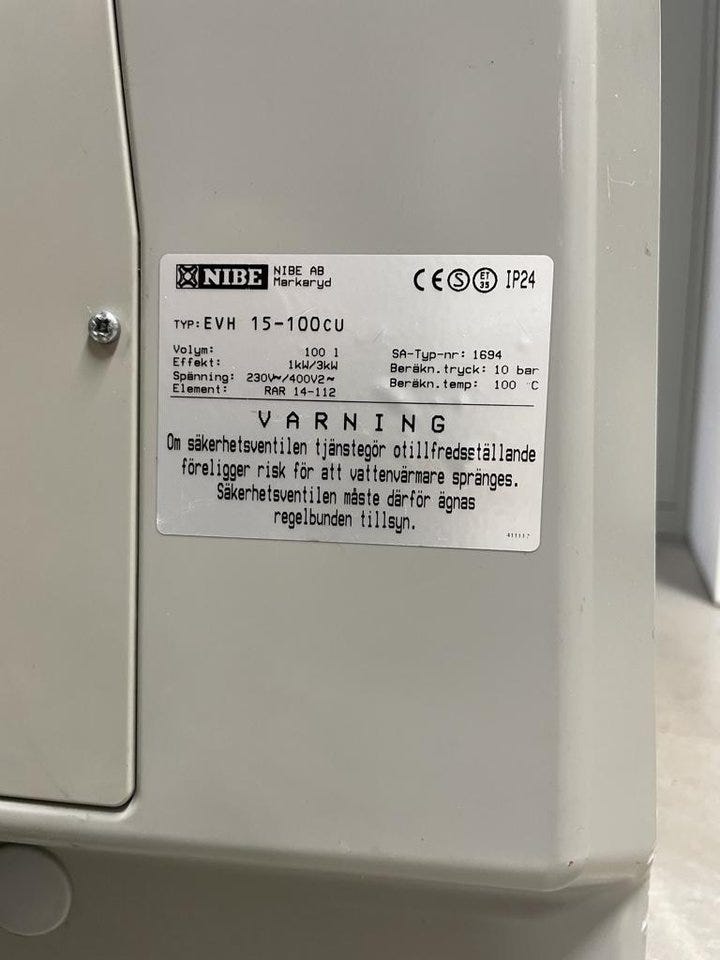 NIBE NIBE AB
Markaryd
CE S ET 35 IP24
TYP: EVH 15-100CU
Volym: 100 l
Effekt: 1kW/3kW
Spänning: 230V~/400V2~
Element: RAR 14-112
SA-Typ-nr: 1694
Beräkn.tryck: 10 bar
Beräkn.temp: 100 °C
VARNING
Om säkerhetsventilen tjänstegör otillfredsställande
föreligger risk för att vattenvärmare spränges.
Säkerhetsventilen måste därför ägnas
regelbunden tillsyn.